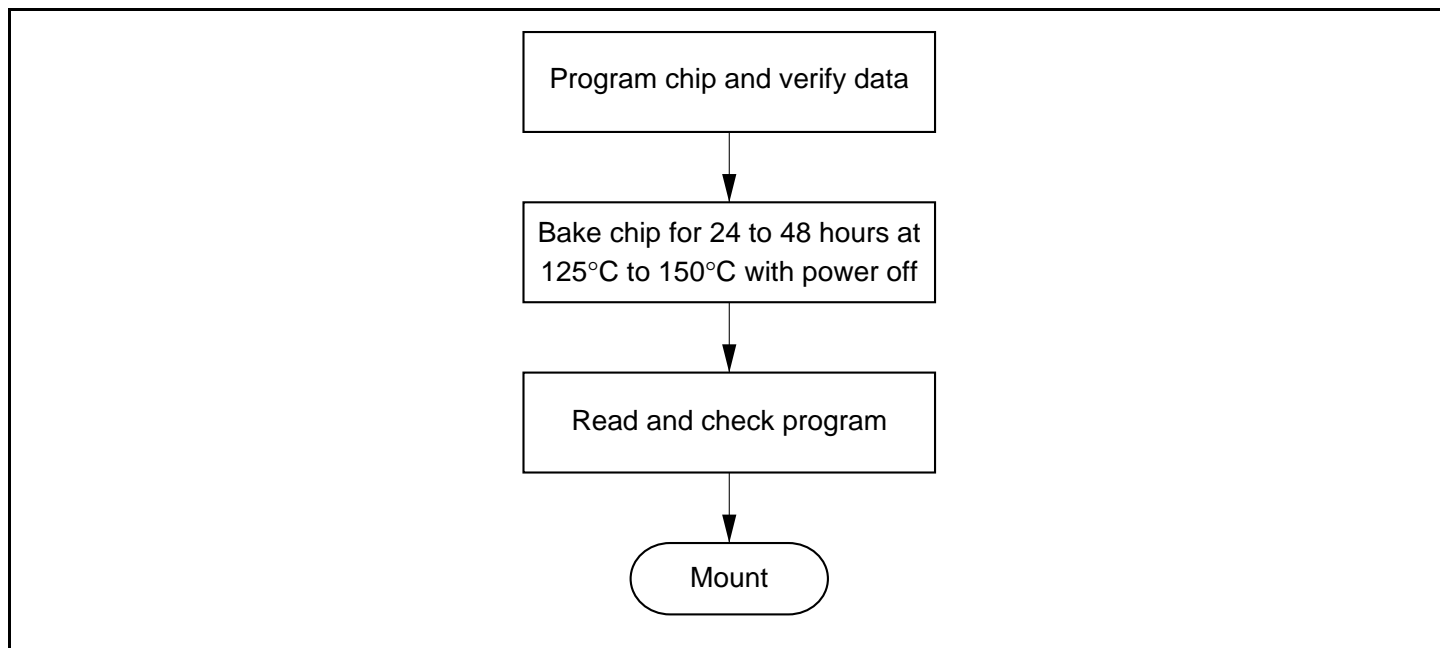 Program chip and verify data
Bake chip for 24 to 48 hours at
125°C to 150°C with power off
Read and check program
Mount